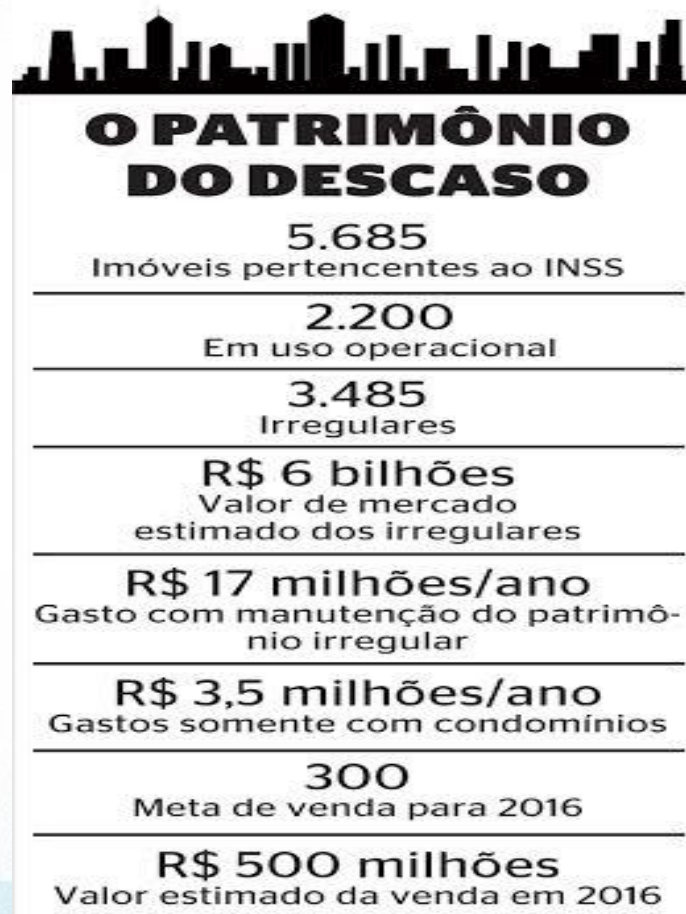 O PATRIMÔNIO
DO DESCASO
5.685
Imóveis pertencentes ao INSS
2.200
Em uso operacional
3.485
Irregulares
R$ 6 bilhões
Valor de mercado
estimado dos irregulares
R$ 17 milhões/ano
Gasto com manutenção do patrimô-
nio irregular
R$ 3,5 milhões/ano
Gastos somente com condomínios
300
Meta de venda para 2016
R$ 500 milhões
Valor estimado da venda em 2016